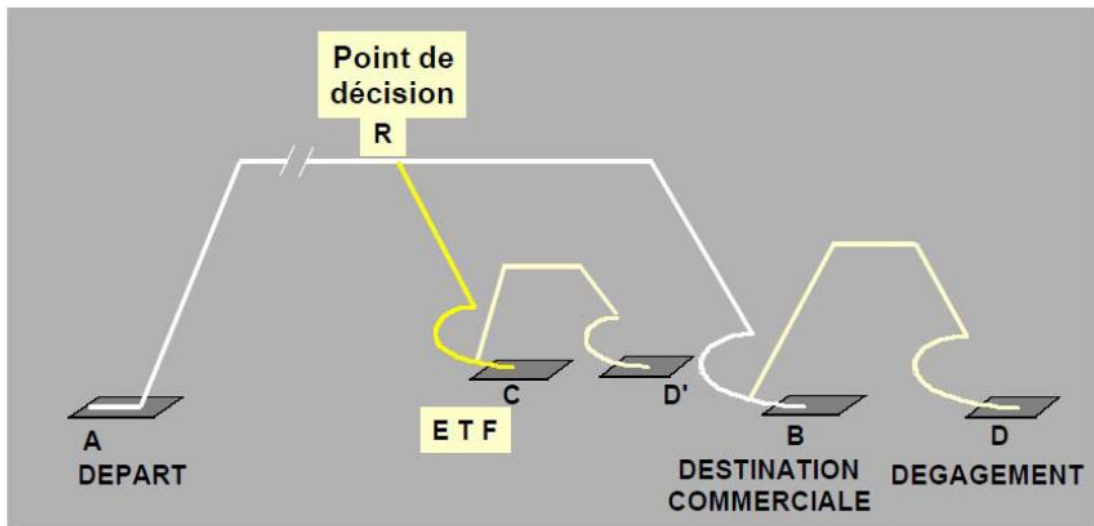 Point de
décision
R
C
D'
E T F
A
DEPART
B
DESTINATION
COMMERCIALE
D
DEGAGEMENT